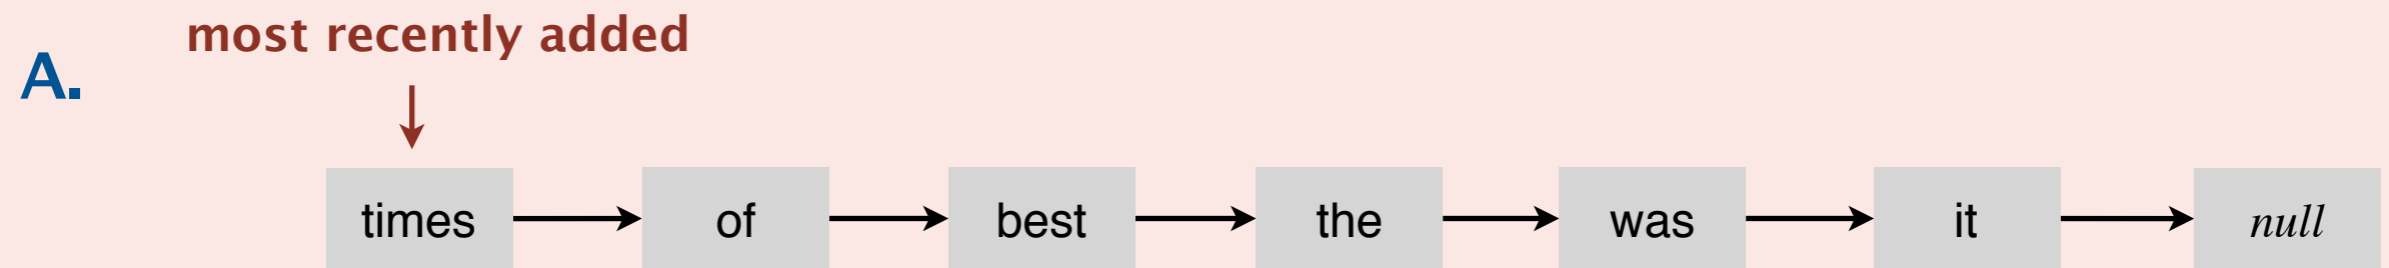 most recently added
A.
times of best the was it null